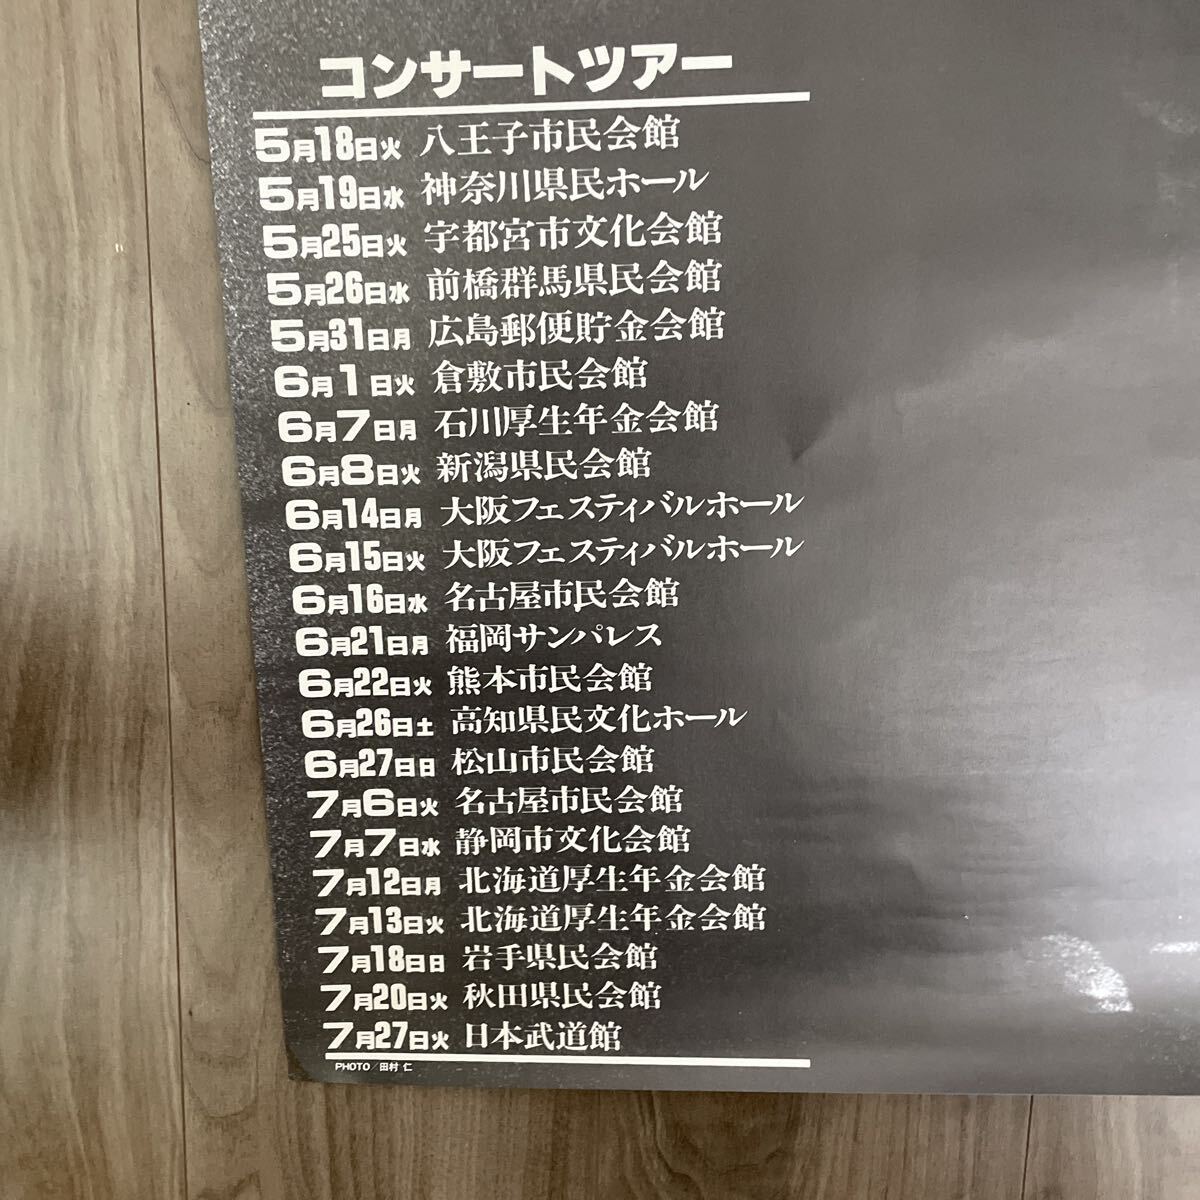 コンサートツアー
5月18日火 八王子市民会館
5月19日水 神奈川県民ホール
5月25日火 宇都宮市文化会館
5月26日水 前橋群馬県民会館
5月31日月 広島郵便貯金会館
6月1日火 倉敷市民会館
6月7日月 石川厚生年金会館
6月8日火 新潟県民会館
6月14日月 大阪フェスティバルホール
6月15日火 大阪フェスティバルホール
6月16日水 名古屋市民会館
6月21日月 福岡サンパレス
6月22日火 熊本市民会館
6月26日土 高知県民文化ホール
6月27日日 松山市民会館
7月6日火 名古屋市民会館
7月7日水 静岡市文化会館
7月12日月 北海道厚生年金会館
7月13日火 北海道厚生年金会館
7月18日日 岩手県民会館
7月20日火 秋田県民会館
7月27日火 日本武道館
PHOTO/田村 仁